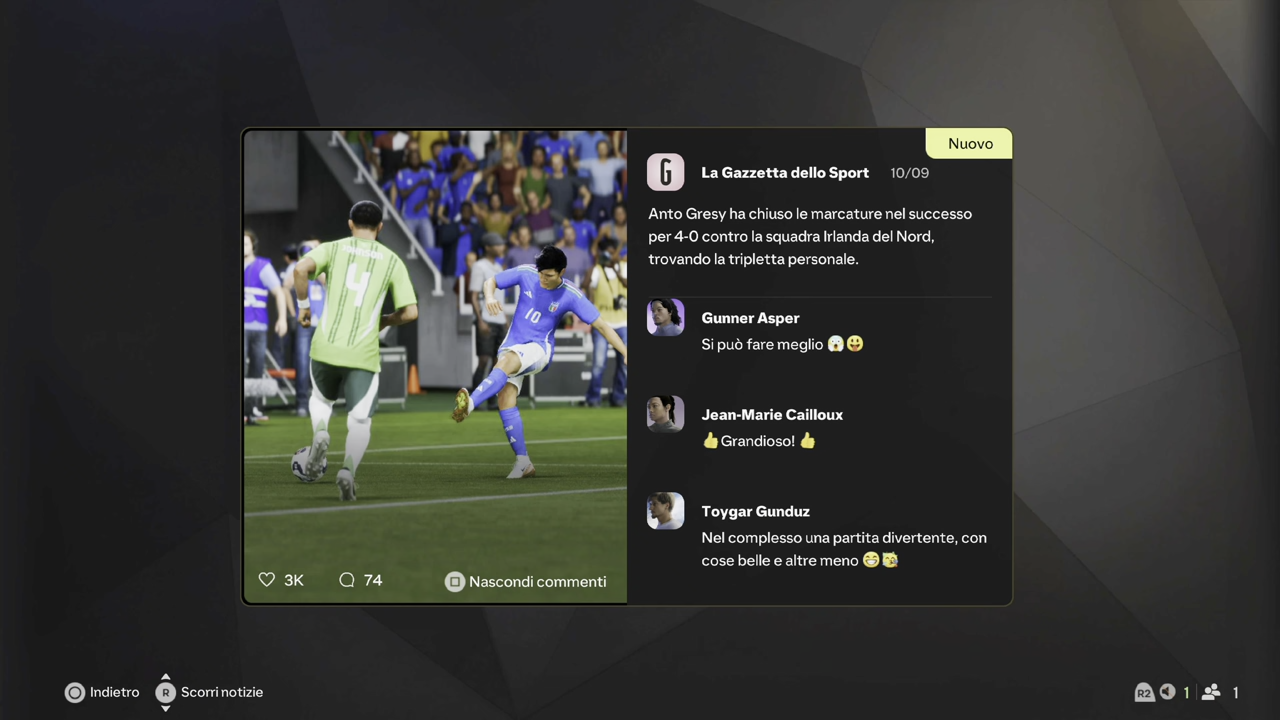 Nuovo
G
La Gazzetta dello Sport 10/09
Anto Gresy ha chiuso le marcature nel successo
per 4-0 contro la squadra Irlanda del Nord,
trovando la tripletta personale.
Gunner Asper
Si può fare meglio 😱😛
Jean-Marie Cailloux
👍Grandioso! 👍
Toygar Gunduz
Nel complesso una partita divertente, con
cose belle e altre meno 😁🥳
4
10
3K 74 Nascondi commenti
Indietro R Scorri notizie
R2 1 1